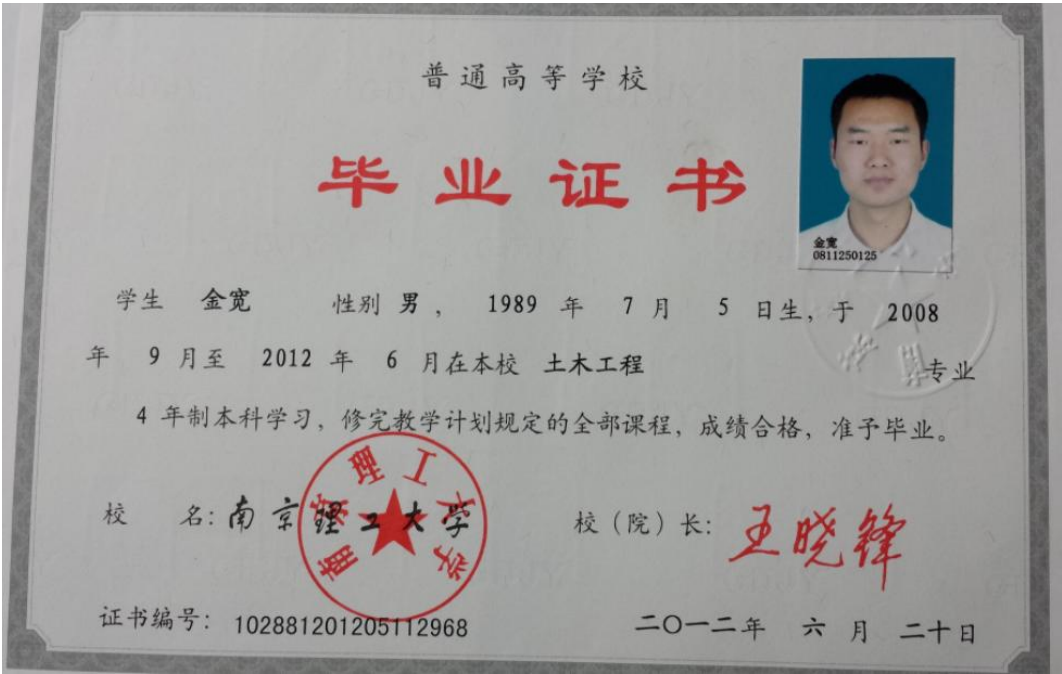 普通高等学校
毕业证书
金宽
0811250125
学生 金宽 性别 男 ， 1989 年 7 月 5 日生，于 2008
年 9 月至 2012 年 6 月在本校 土木工程 专业
4 年制本科学习，修完教学计划规定的全部课程，成绩合格，准予毕业。
校 名：南京理工大学
校（院）长：王晓锋
证书编号： 102881201205112968
二〇一二年 六 月 二十日